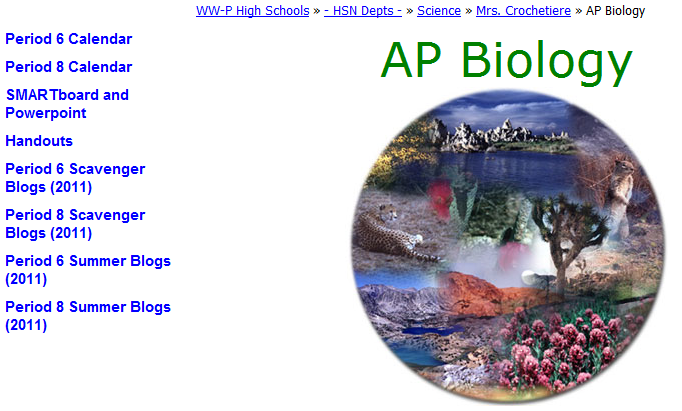 WW-P High Schools » - HSN Depts - » Science » Mrs. Crochetiere » AP Biology
Period 6 Calendar
Period 8 Calendar
SMARTboard and
Powerpoint
Handouts
Period 6 Scavenger
Blogs (2011)
Period 8 Scavenger
Blogs (2011)
Period 6 Summer Blogs
(2011)
Period 8 Summer Blogs
(2011)
AP Biology